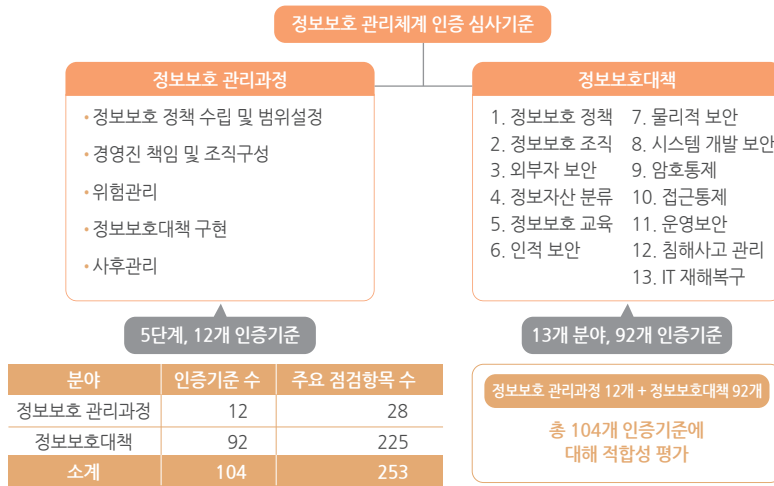 정보보호 관리체계 인증 심사기준
정보보호 관리과정
• 정보보호 정책 수립 및 범위설정
• 경영진 책임 및 조직구성
• 위험관리
• 정보보호대책 구현
• 사후관리
5단계, 12개 인증기준
정보보호대책
1. 정보보호 정책
2. 정보보호 조직
3. 외부자 보안
4. 정보자산 분류
5. 정보보호 교육
6. 인적 보안
7. 물리적 보안
8. 시스템 개발 보안
9. 암호통제
10. 접근통제
11. 운영보안
12. 침해사고 관리
13. IT 재해복구
13개 분야, 92개 인증기준
분야 인증기준 수 주요 점검항목 수
정보보호 관리과정 12 28
정보보호대책 92 225
소계 104 253
정보보호 관리과정 12개 + 정보보호대책 92개
총 104개 인증기준에
대해 적합성 평가